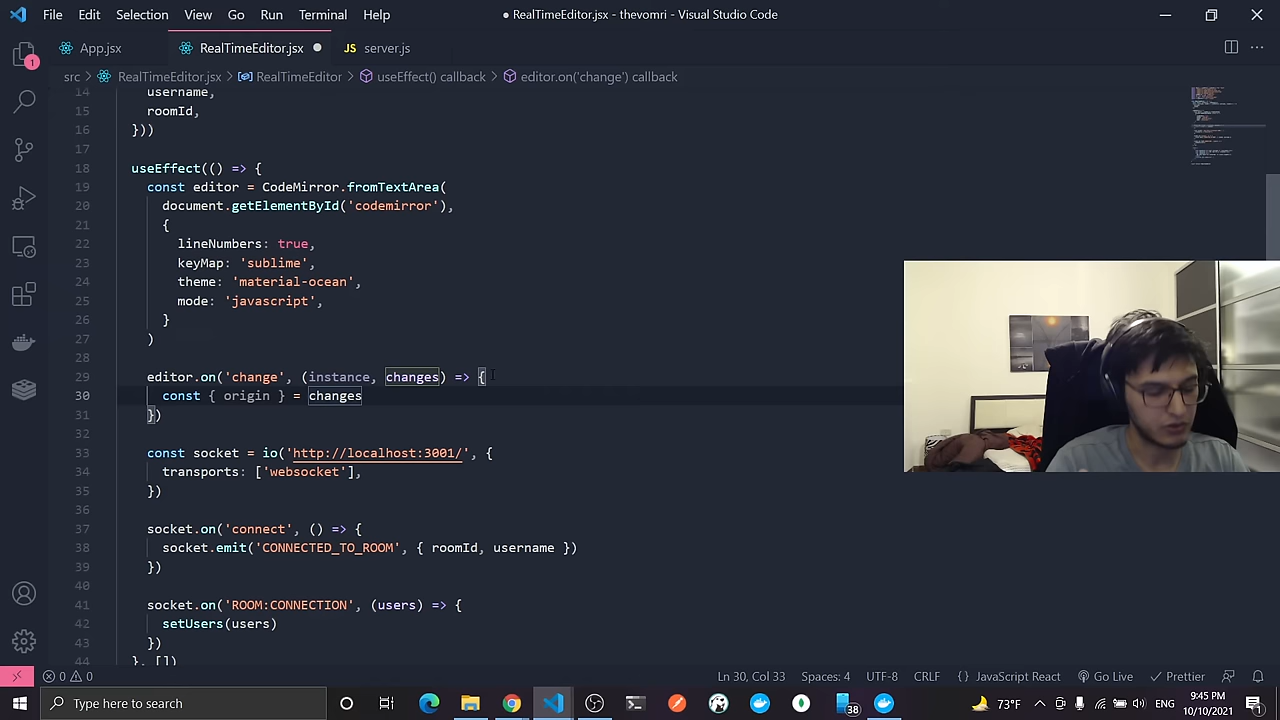 File Edit Selection View Go Run Terminal Help
● RealTimeEditor.jsx - thevomri - Visual Studio Code
App.jsx
RealTimeEditor.jsx
JS server.js
1
src > RealTimeEditor.jsx > RealTimeEditor > useEffect() callback > editor.on('change') callback
14 username,
15 roomId,
16 }))
17
18 useEffect(() => {
19 const editor = CodeMirror.fromTextArea(
20 document.getElementById('codemirror'),
21 {
22 lineNumbers: true,
23 keyMap: 'sublime',
24 theme: 'material-ocean',
25 mode: 'javascript',
26 }
27 )
28
29 editor.on('change', (instance, changes) => {
30 const { origin } = changes
31 })
32
33 const socket = io('http://localhost:3001/', {
34 transports: ['websocket'],
35 })
36
37 socket.on('connect', () => {
38 socket.emit('CONNECTED_TO_ROOM', { roomId, username })
39 })
40
41 socket.on('ROOM:CONNECTION', (users) => {
42 setUsers(users)
43 })
44 }, [])
0 0
Ln 30, Col 33 Spaces: 4 UTF-8 CRLF {} JavaScript React Go Live Prettier
Type here to search
38
73°F
ENG
9:45 PM
10/10/2021
1